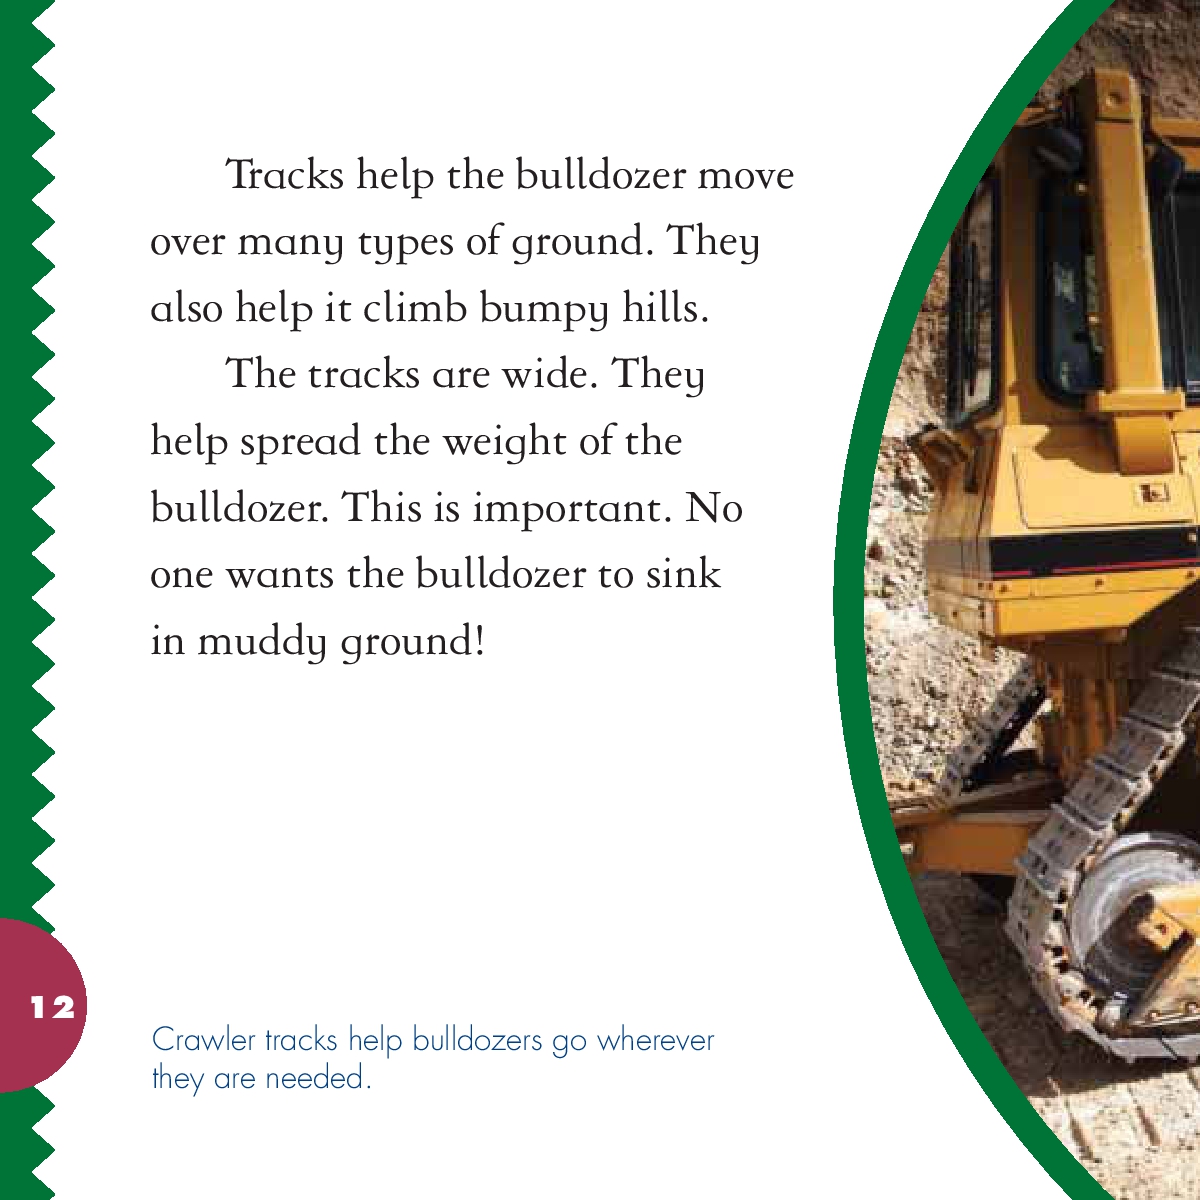 Tracks help the bulldozer move
over many types of ground. They
also help it climb bumpy hills.
The tracks are wide. They
help spread the weight of the
bulldozer. This is important. No
one wants the bulldozer to sink
in muddy ground!
12
Crawler tracks help bulldozers go wherever
they are needed.